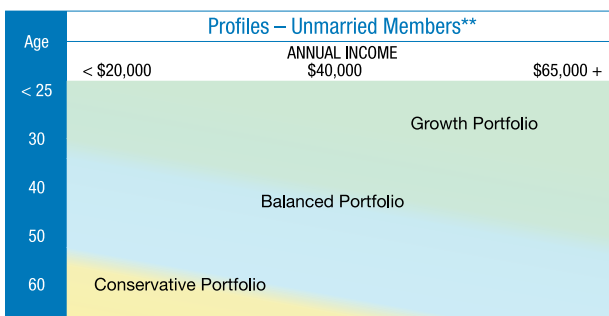 Profiles – Unmarried Members**
Age
ANNUAL INCOME
< $20,000 $40,000 $65,000 +
< 25
Growth Portfolio
30
40
Balanced Portfolio
50
60
Conservative Portfolio